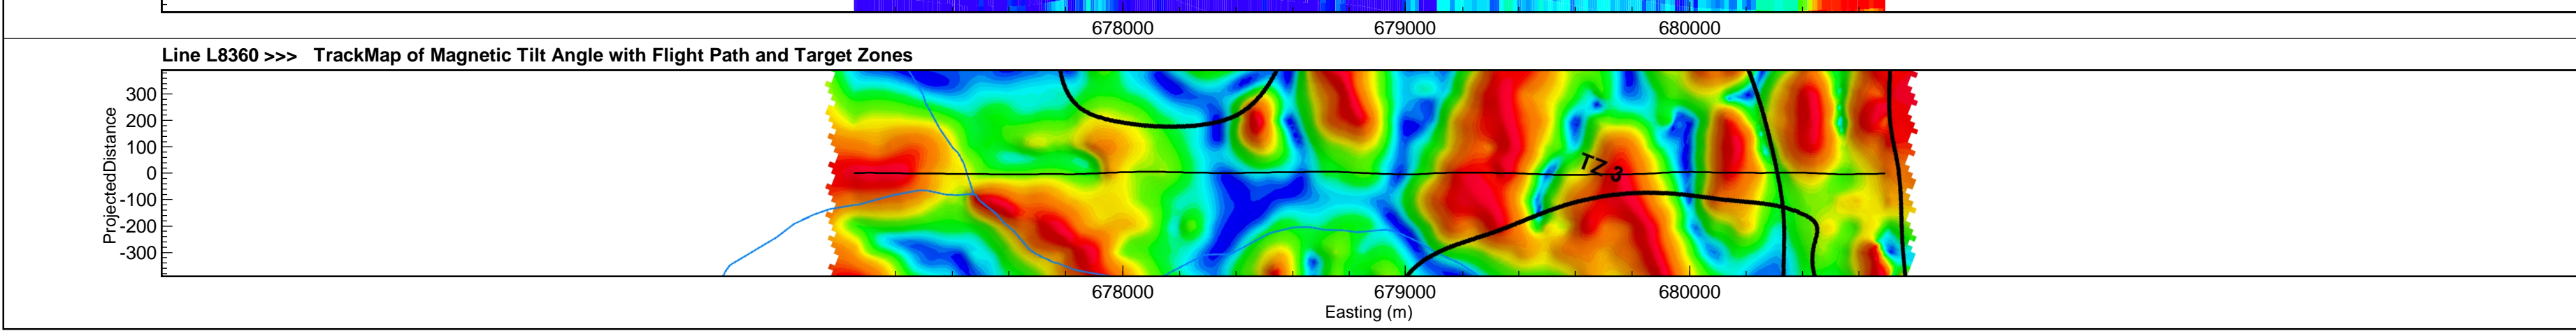 678000 679000 680000
Line L8360 >>> TrackMap of Magnetic Tilt Angle with Flight Path and Target Zones
ProjectedDistance
300
200
100
0
-100
-200
-300
TZ 3
678000 679000 680000
Easting (m)